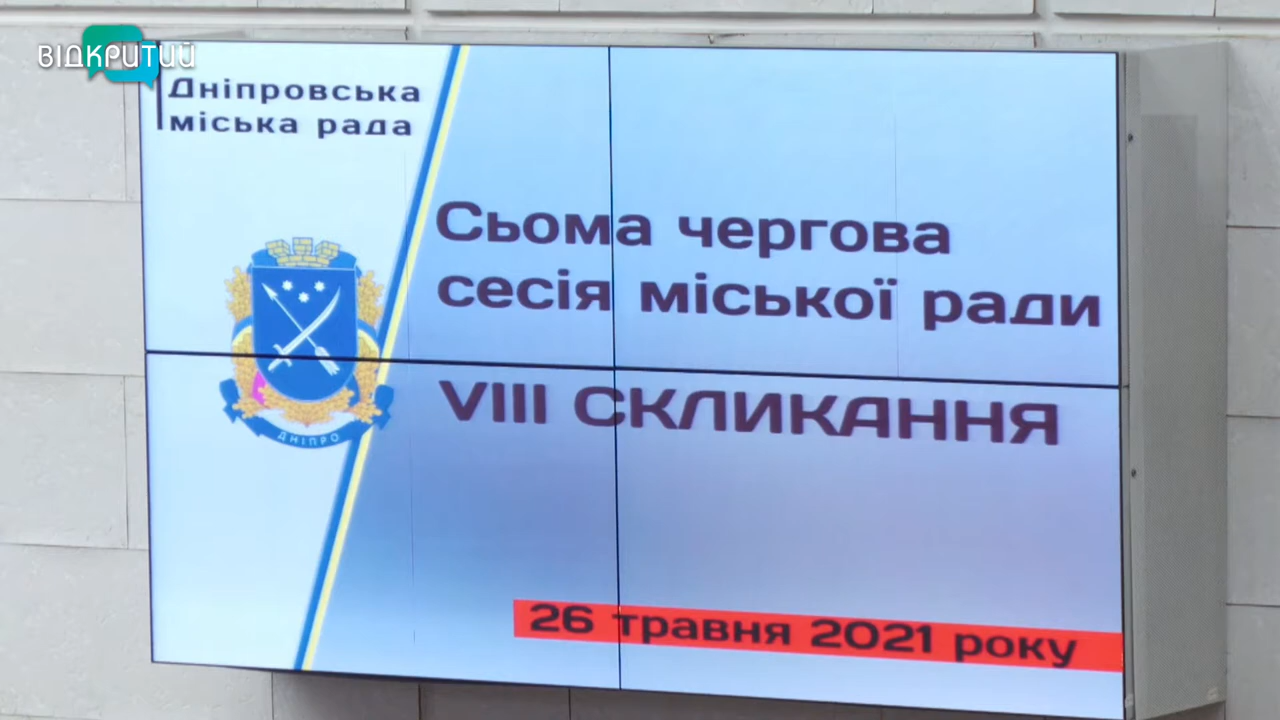 ВІДКРИТИЙ
Дніпровська
міська рада
Сьома чергова
сесія міської ради
VIII СКЛИКАННЯ
ДНІПРО
26 травня 2021 року